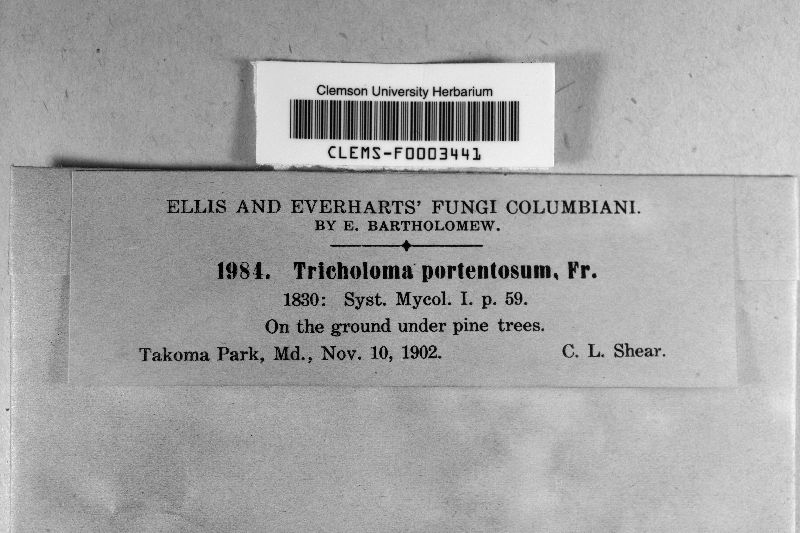 Clemson University Herbarium
CLEMS-F0003441
ELLIS AND EVERHARTS' FUNGI COLUMBIANI.
BY E. BARTHOLOMEW.
1984. Tricholoma portentosum, Fr.
1830: Syst. Mycol. I. p. 59.
On the ground under pine trees.
Takoma Park, Md., Nov. 10, 1902. C. L. Shear.